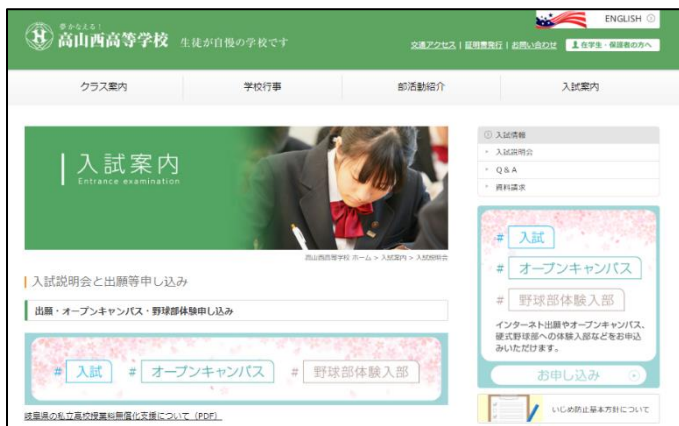 夢かなえる!
高山西高等学校 生徒が自慢の学校です
ENGLISH
交通アクセス | 証明書発行 | お問い合わせ 在学生・保護者の方へ
クラス案内 学校行事 部活動紹介 入試案内
入試案内
Entrance examination
高山西高等学校 ホーム > 入試案内 > 入試説明会
入試説明会と出願等申し込み
出願・オープンキャンパス・野球部体験申し込み
# 入試 # オープンキャンパス # 野球部体験入部
岐阜県の私立高校授業料無償化支援について(PDF)
入試情報
入試説明会
Q & A
資料請求
# 入試
# オープンキャンパス
# 野球部体験入部
インターネット出願やオープンキャンパス、
硬式野球部への体験入部などをお申込
みいただけます。
お申し込み
いじめ防止基本方針について